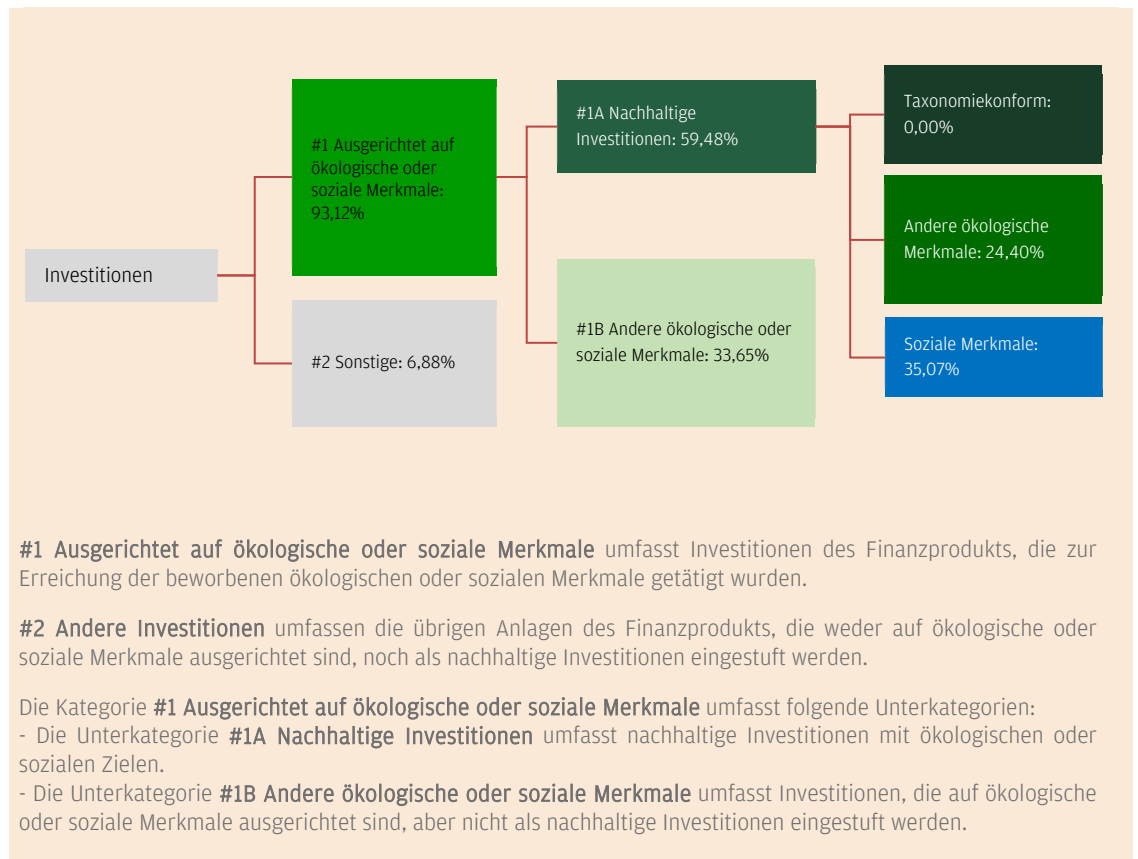 Investitionen
#1 Ausgerichtet auf
ökologische oder
soziale Merkmale:
93,12%
#2 Sonstige: 6,88%
#1A Nachhaltige
Investitionen: 59,48%
#1B Andere ökologische oder
soziale Merkmale: 33,65%
Taxonomiekonform:
0,00%
Andere ökologische
Merkmale: 24,40%
Soziale Merkmale:
35,07%
#1 Ausgerichtet auf ökologische oder soziale Merkmale umfasst Investitionen des Finanzprodukts, die zur
Erreichung der beworbenen ökologischen oder sozialen Merkmale getätigt wurden.
#2 Andere Investitionen umfassen die übrigen Anlagen des Finanzprodukts, die weder auf ökologische oder
soziale Merkmale ausgerichtet sind, noch als nachhaltige Investitionen eingestuft werden.
Die Kategorie #1 Ausgerichtet auf ökologische oder soziale Merkmale umfasst folgende Unterkategorien:
- Die Unterkategorie #1A Nachhaltige Investitionen umfasst nachhaltige Investitionen mit ökologischen oder
sozialen Zielen.
- Die Unterkategorie #1B Andere ökologische oder soziale Merkmale umfasst Investitionen, die auf ökologische
oder soziale Merkmale ausgerichtet sind, aber nicht als nachhaltige Investitionen eingestuft werden.